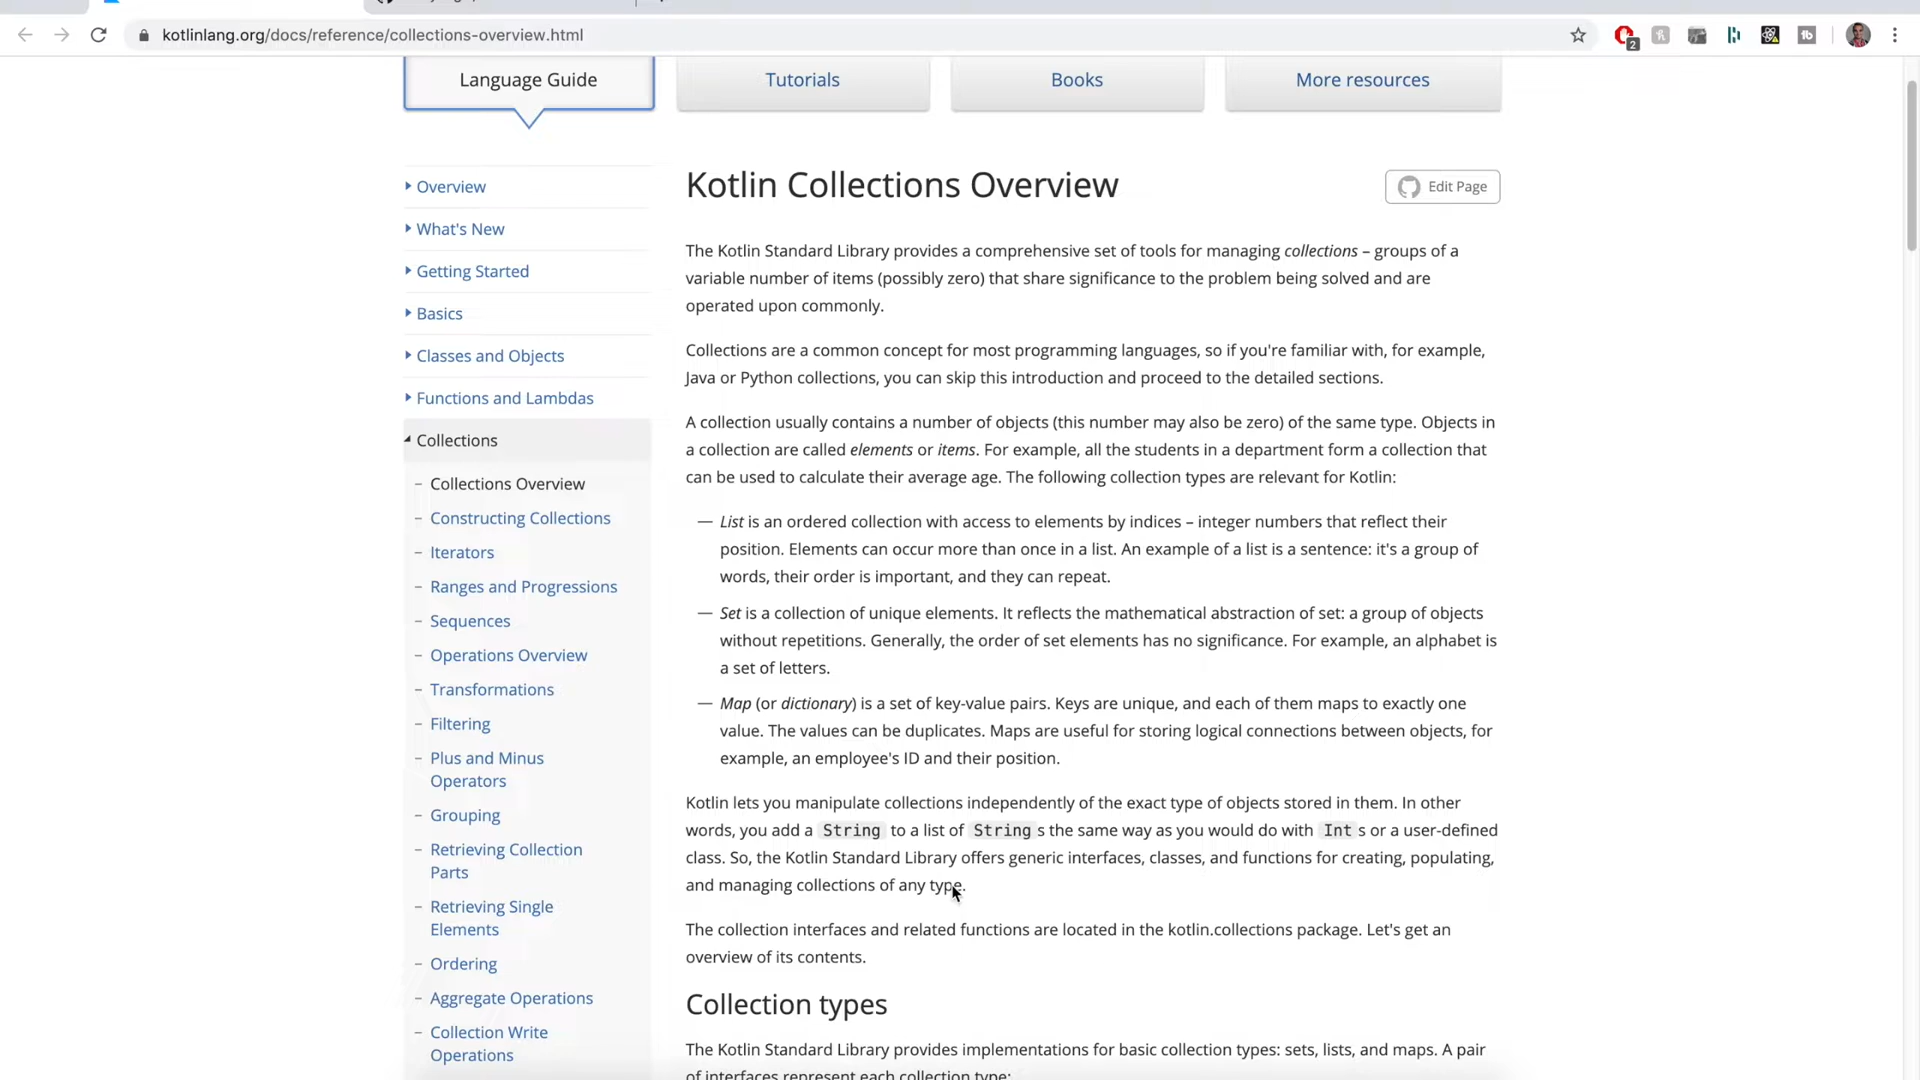 kotlinlang.org/docs/reference/collections-overview.html
2
Language Guide
Tutorials
Books
More resources
Overview
What's New
Getting Started
Basics
Classes and Objects
Functions and Lambdas
Collections
– Collections Overview
– Constructing Collections
– Iterators
– Ranges and Progressions
– Sequences
– Operations Overview
– Transformations
– Filtering
– Plus and Minus
Operators
– Grouping
– Retrieving Collection
Parts
– Retrieving Single
Elements
– Ordering
– Aggregate Operations
– Collection Write
Operations
Kotlin Collections Overview
Edit Page
The Kotlin Standard Library provides a comprehensive set of tools for managing collections – groups of a
variable number of items (possibly zero) that share significance to the problem being solved and are
operated upon commonly.
Collections are a common concept for most programming languages, so if you're familiar with, for example,
Java or Python collections, you can skip this introduction and proceed to the detailed sections.
A collection usually contains a number of objects (this number may also be zero) of the same type. Objects in
a collection are called elements or items. For example, all the students in a department form a collection that
can be used to calculate their average age. The following collection types are relevant for Kotlin:
— List is an ordered collection with access to elements by indices – integer numbers that reflect their
position. Elements can occur more than once in a list. An example of a list is a sentence: it's a group of
words, their order is important, and they can repeat.
— Set is a collection of unique elements. It reflects the mathematical abstraction of set: a group of objects
without repetitions. Generally, the order of set elements has no significance. For example, an alphabet is
a set of letters.
— Map (or dictionary) is a set of key-value pairs. Keys are unique, and each of them maps to exactly one
value. The values can be duplicates. Maps are useful for storing logical connections between objects, for
example, an employee's ID and their position.
Kotlin lets you manipulate collections independently of the exact type of objects stored in them. In other
words, you add a String to a list of String s the same way as you would do with Int s or a user-defined
class. So, the Kotlin Standard Library offers generic interfaces, classes, and functions for creating, populating,
and managing collections of any type.
The collection interfaces and related functions are located in the kotlin.collections package. Let's get an
overview of its contents.
Collection types
The Kotlin Standard Library provides implementations for basic collection types: sets, lists, and maps. A pair
of interfaces represent each collection type: